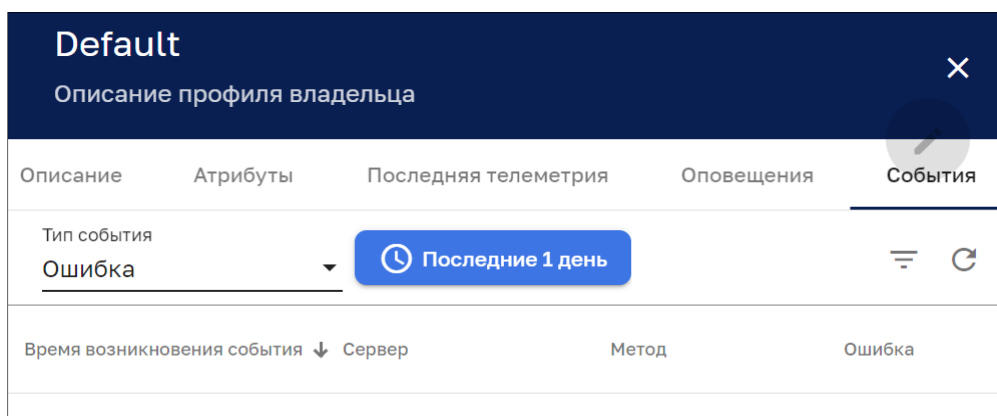 Default
Описание профиля владельца
Описание Атрибуты Последняя телеметрия Оповещения События
Тип события
Ошибка
Последние 1 день
Время возникновения события Сервер Метод Ошибка